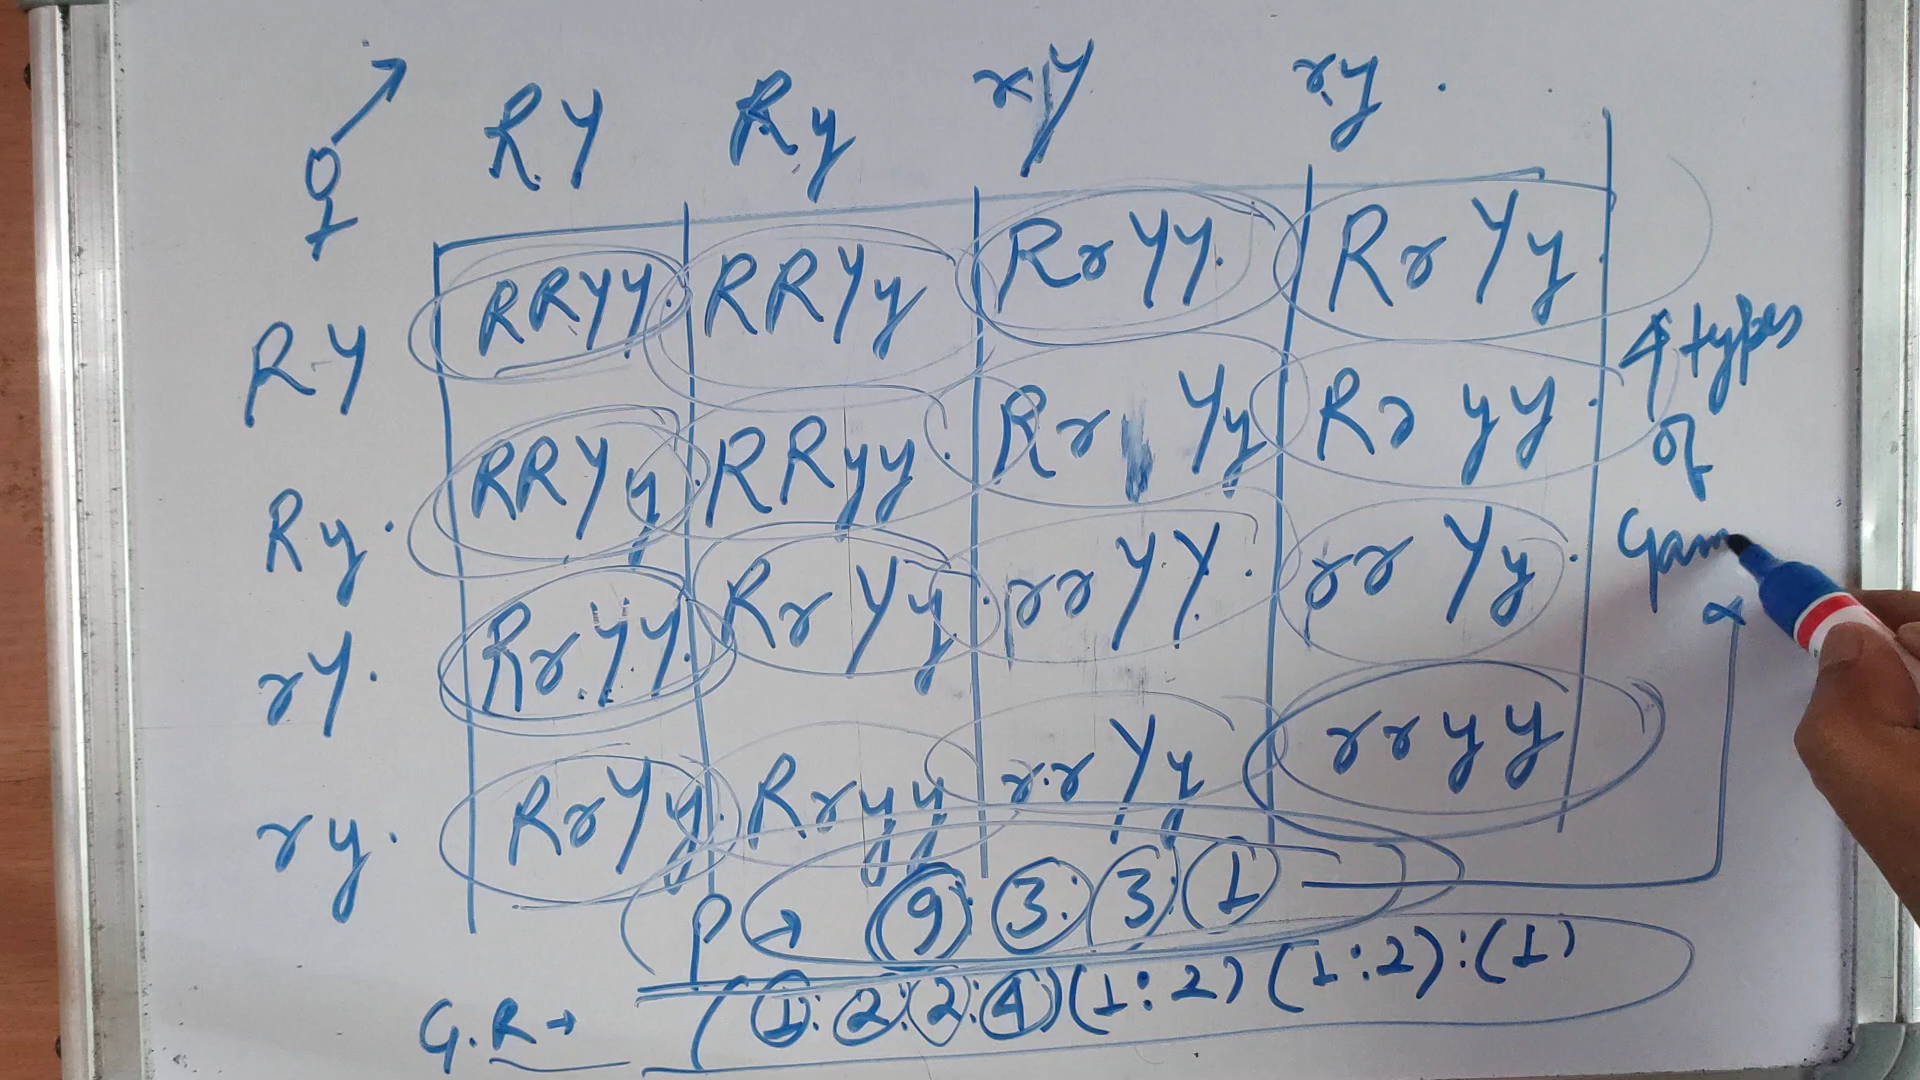 RY Ry rY ry
RY RRYY RRYy RrYY RrYy
Ry RRYy RRyy RrYy Rryy
rY RrYY RrYy rrYY rrYy
ry RrYy Rryy rrYy rryy
4 types
of
Gam
P → 9:3:3:1
G.R → (1:2:2:4)(1:2)(1:2):(1)